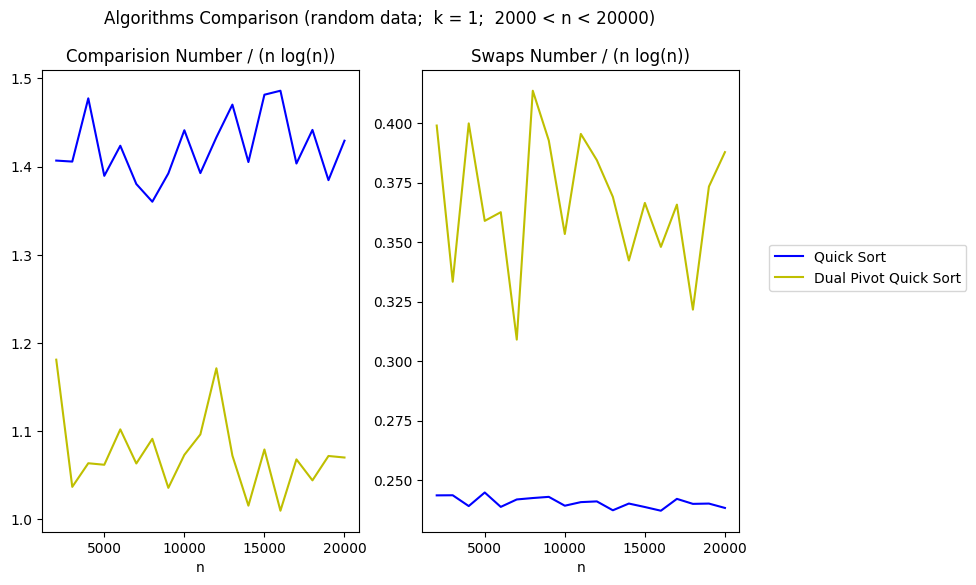 Algorithms Comparison (random data;  k = 1;  2000 < n < 20000)
Comparision Number / (n log(n))
1.5
1.4
1.3
1.2
1.1
1.0
5000 10000 15000 20000
n
Swaps Number / (n log(n))
0.400
0.375
0.350
0.325
0.300
0.275
0.250
5000 10000 15000 20000
n
Quick Sort
Dual Pivot Quick Sort